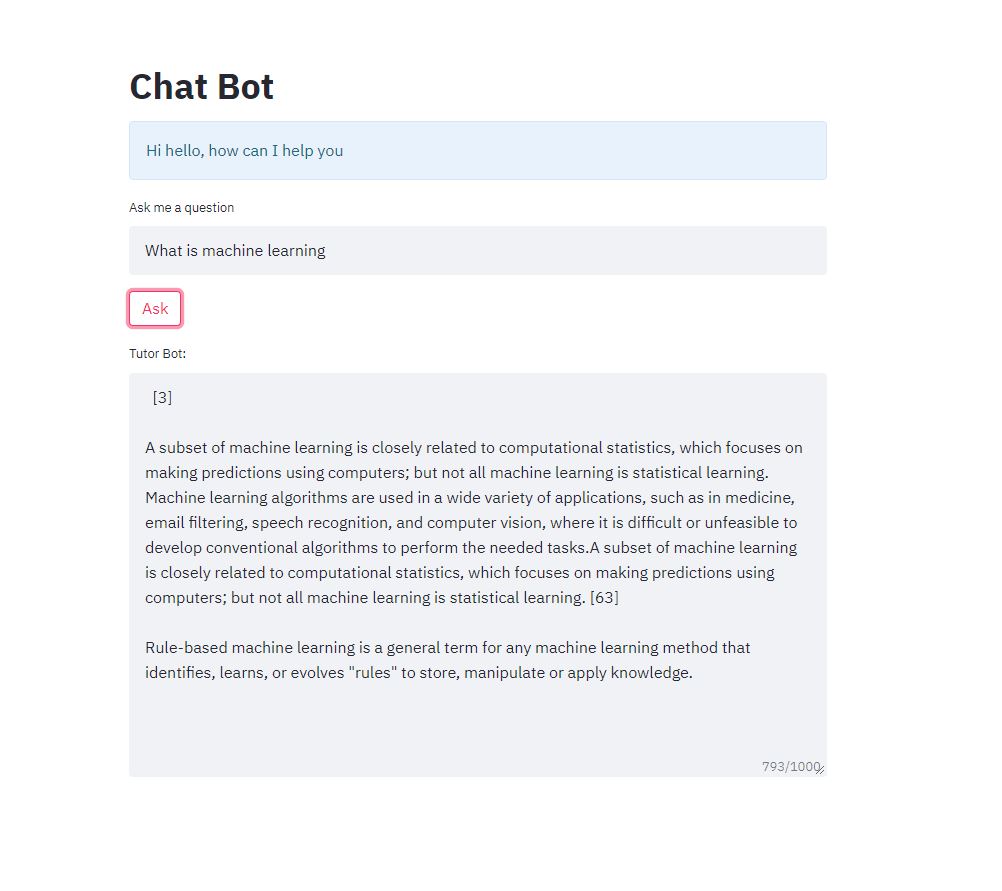 Chat Bot
Hi hello, how can I help you
Ask me a question
What is machine learning
Ask
Tutor Bot:
[3]
A subset of machine learning is closely related to computational statistics, which focuses on
making predictions using computers; but not all machine learning is statistical learning.
Machine learning algorithms are used in a wide variety of applications, such as in medicine,
email filtering, speech recognition, and computer vision, where it is difficult or unfeasible to
develop conventional algorithms to perform the needed tasks.A subset of machine learning
is closely related to computational statistics, which focuses on making predictions using
computers; but not all machine learning is statistical learning. [63]
Rule-based machine learning is a general term for any machine learning method that
identifies, learns, or evolves "rules" to store, manipulate or apply knowledge.
793/1000